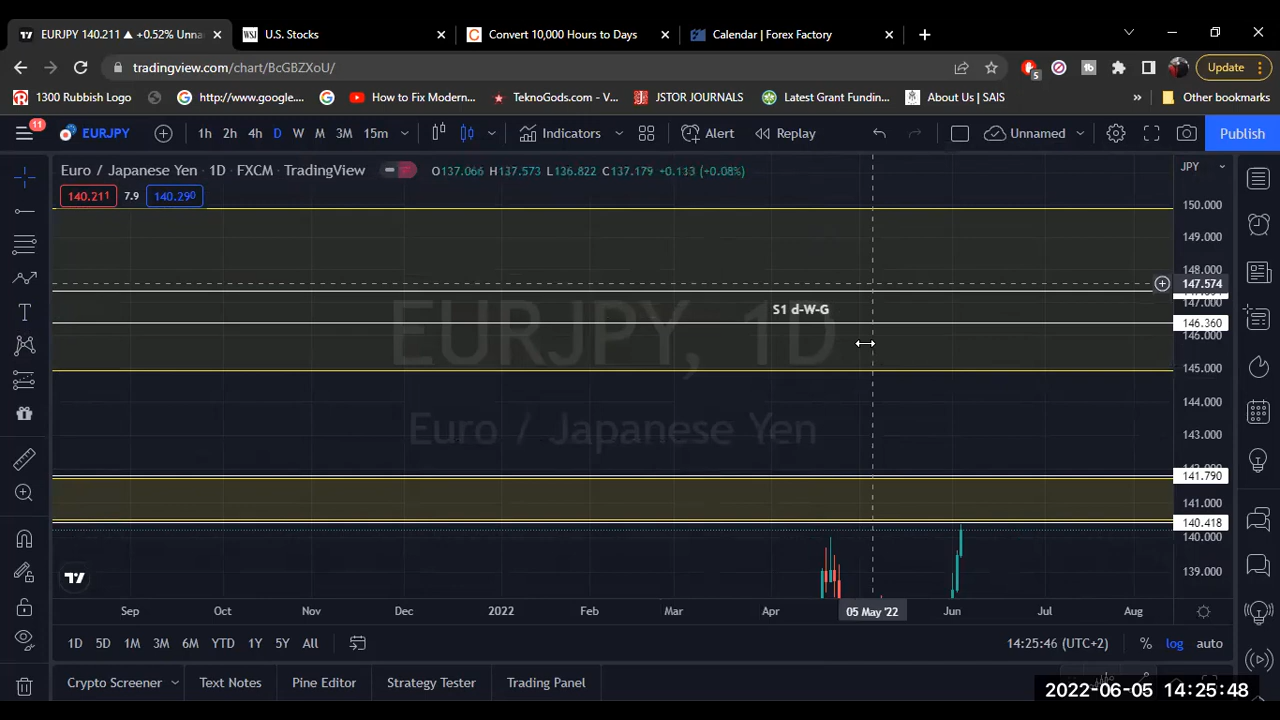 EURJPY 140.211 ▲ +0.52% Unna
U.S. Stocks
Convert 10,000 Hours to Days
Calendar | Forex Factory
tradingview.com/chart/BcGBZXoU/
5
Update
1300 Rubbish Logo
http://www.google...
How to Fix Modern...
TeknoGods.com - V...
JSTOR JOURNALS
Latest Grant Fundin...
About Us | SAIS
»
Other bookmarks
11
EURJPY
1h 2h 4h D W M 3M 15m
Indicators
Alert
Replay
Unnamed
Publish
Euro / Japanese Yen · 1D · FXCM · TradingView
O137.066 H137.573 L136.822 C137.179 +0.113 (+0.08%)
JPY
140.211
7.9
140.290
150.000
149.000
148.000
147.574
147.000
S1 d-W-G
146.360
146.000
EURJPY, 1D
145.000
144.000
Euro / Japanese Yen
143.000
141.790
141.000
140.418
140.000
139.000
Sep Oct Nov Dec 2022 Feb Mar Apr 05 May '22 Jun Jul Aug
1D 5D 1M 3M 6M YTD 1Y 5Y All
14:25:46 (UTC+2)
% log auto
Crypto Screener
Text Notes
Pine Editor
Strategy Tester
Trading Panel
2022-06-05 14:25:48